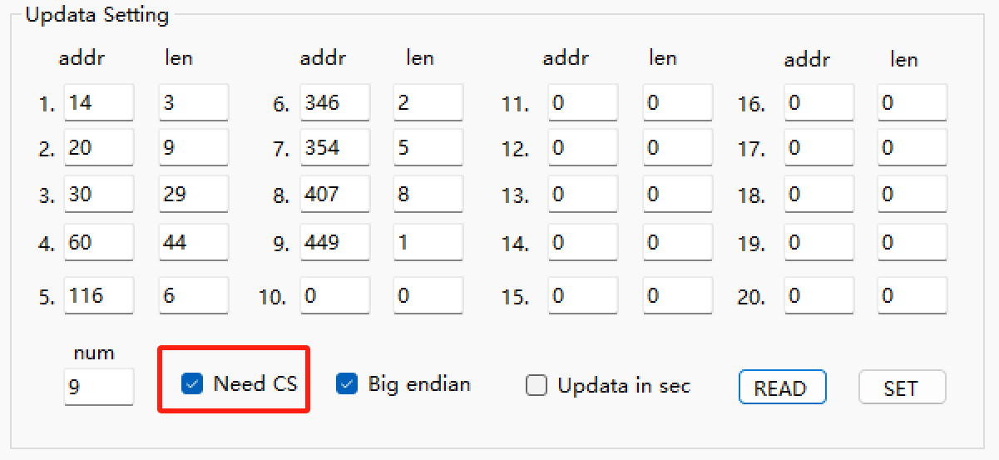 Updata Setting
addr len addr len addr len addr len
1. 14 3 6. 346 2 11. 0 0 16. 0 0
2. 20 9 7. 354 5 12. 0 0 17. 0 0
3. 30 29 8. 407 8 13. 0 0 18. 0 0
4. 60 44 9. 449 1 14. 0 0 19. 0 0
5. 116 6 10. 0 0 15. 0 0 20. 0 0
num
9 Need CS Big endian Updata in sec READ SET